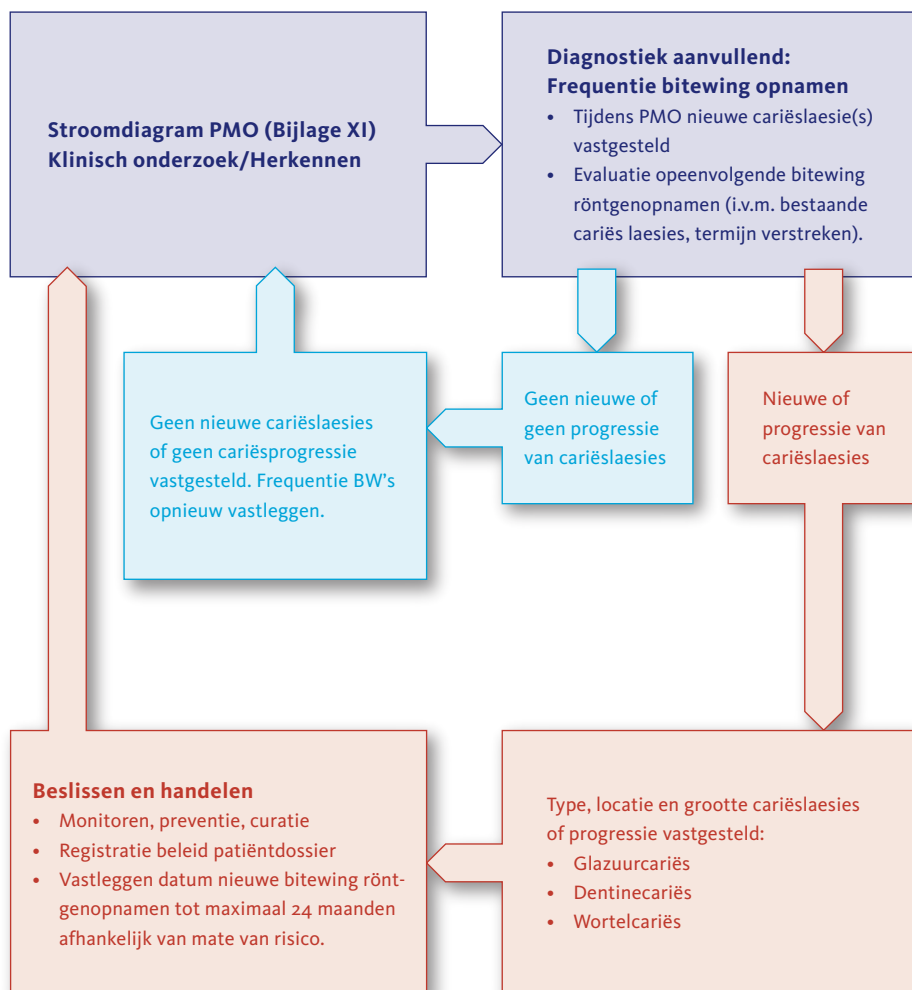 Stroomdiagram PMO (Bijlage XI)
Klinisch onderzoek/Herkennen
Diagnostiek aanvullend:
Frequentie bitewing opnamen
• Tijdens PMO nieuwe cariëslaesie(s)
vastgesteld
• Evaluatie opeenvolgende bitewing
röntgenopnamen (i.v.m. bestaande
cariës laesies, termijn verstreken).
Geen nieuwe cariëslaesies
of geen cariësprogressie
vastgesteld. Frequentie BW's
opnieuw vastleggen.
Geen nieuwe of
geen progressie
van cariëslaesies
Nieuwe of
progressie van
cariëslaesies
Beslissen en handelen
• Monitoren, preventie, curatie
• Registratie beleid patiëntdossier
• Vastleggen datum nieuwe bitewing rönt-
genopnamen tot maximaal 24 maanden
afhankelijk van mate van risico.
Type, locatie en grootte cariëslaesies
of progressie vastgesteld:
• Glazuurcariës
• Dentinecariës
• Wortelcariës